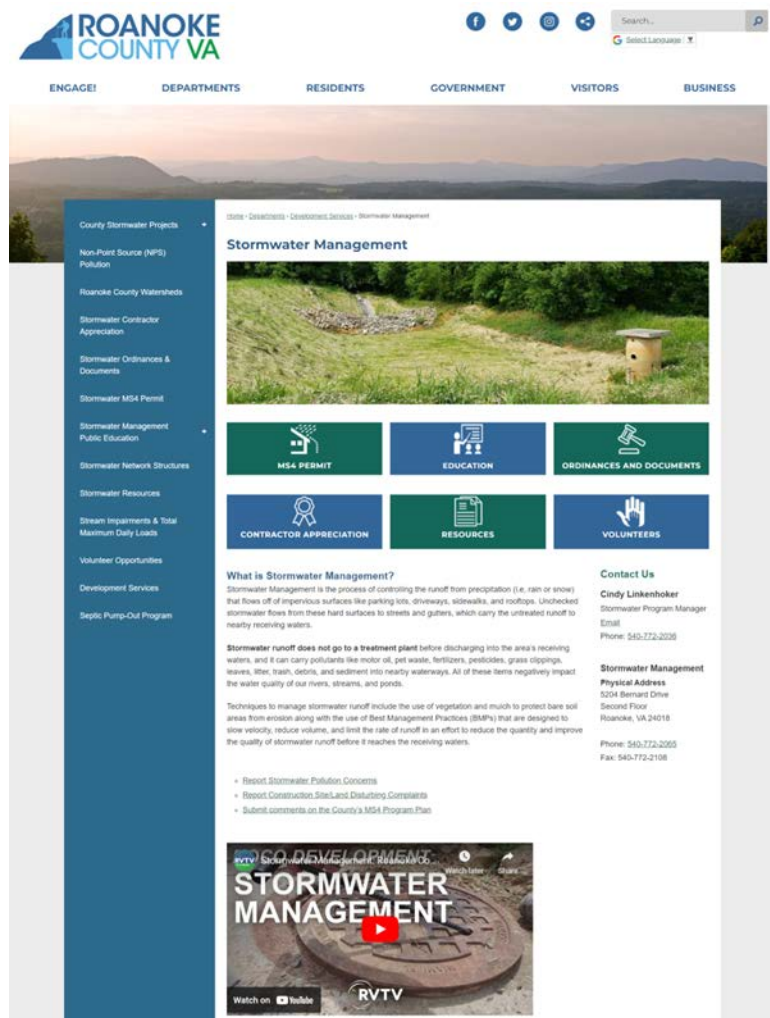 ROANOKE
COUNTY VA
Search...
Select Language ▼
ENGAGE! DEPARTMENTS RESIDENTS GOVERNMENT VISITORS BUSINESS
County Stormwater Projects +
Non-Point Source (NPS)
Pollution
Roanoke County Watersheds
Stormwater Contractor
Appreciation
Stormwater Ordinances &
Documents
Stormwater MS4 Permit
Stormwater Management
Public Education +
Stormwater Network Structures
Stormwater Resources
Stream Impairments & Total
Maximum Daily Loads
Volunteer Opportunities
Development Services
Septic Pump-Out Program
Home › Departments › Development Services › Stormwater Management
Stormwater Management
MS4 PERMIT
EDUCATION
ORDINANCES AND DOCUMENTS
CONTRACTOR APPRECIATION
RESOURCES
VOLUNTEERS
What is Stormwater Management?
Stormwater Management is the process of controlling the runoff from precipitation (i.e, rain or snow)
that flows off of impervious surfaces like parking lots, driveways, sidewalks, and rooftops. Unchecked
stormwater flows from these hard surfaces to streets and gutters, which carry the untreated runoff to
nearby receiving waters.
Stormwater runoff does not go to a treatment plant before discharging into the area's receiving
waters, and it can carry pollutants like motor oil, pet waste, fertilizers, pesticides, grass clippings,
leaves, litter, trash, debris, and sediment into nearby waterways. All of these items negatively impact
the water quality of our rivers, streams, and ponds.
Techniques to manage stormwater runoff include the use of vegetation and mulch to protect bare soil
areas from erosion along with the use of Best Management Practices (BMPs) that are designed to
slow velocity, reduce volume, and limit the rate of runoff in an effort to reduce the quantity and improve
the quality of stormwater runoff before it reaches the receiving waters.
Report Stormwater Pollution Concerns
Report Construction Site/Land Disturbing Complaints
Submit comments on the County's MS4 Program Plan
Contact Us
Cindy Linkenhoker
Stormwater Program Manager
Email
Phone: 540-772-2036
Stormwater Management
Physical Address
5204 Bernard Drive
Second Floor
Roanoke, VA 24018
Phone: 540-772-2065
Fax: 540-772-2108
RVTV
Stormwater Management: Roanoke Co...
Watch later
Share
DEVELOPMENT
STORMWATER
MANAGEMENT
Watch on YouTube
RVTV